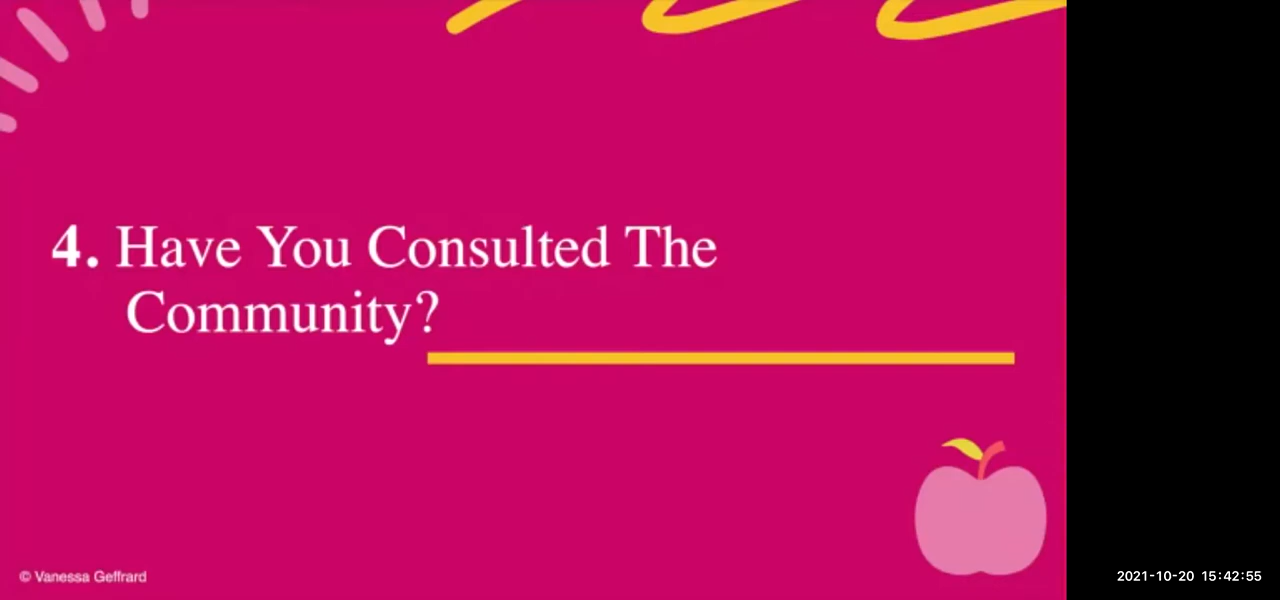 4. Have You Consulted The
Community?
© Vanessa Geffrard
2021-10-20 15:42:55